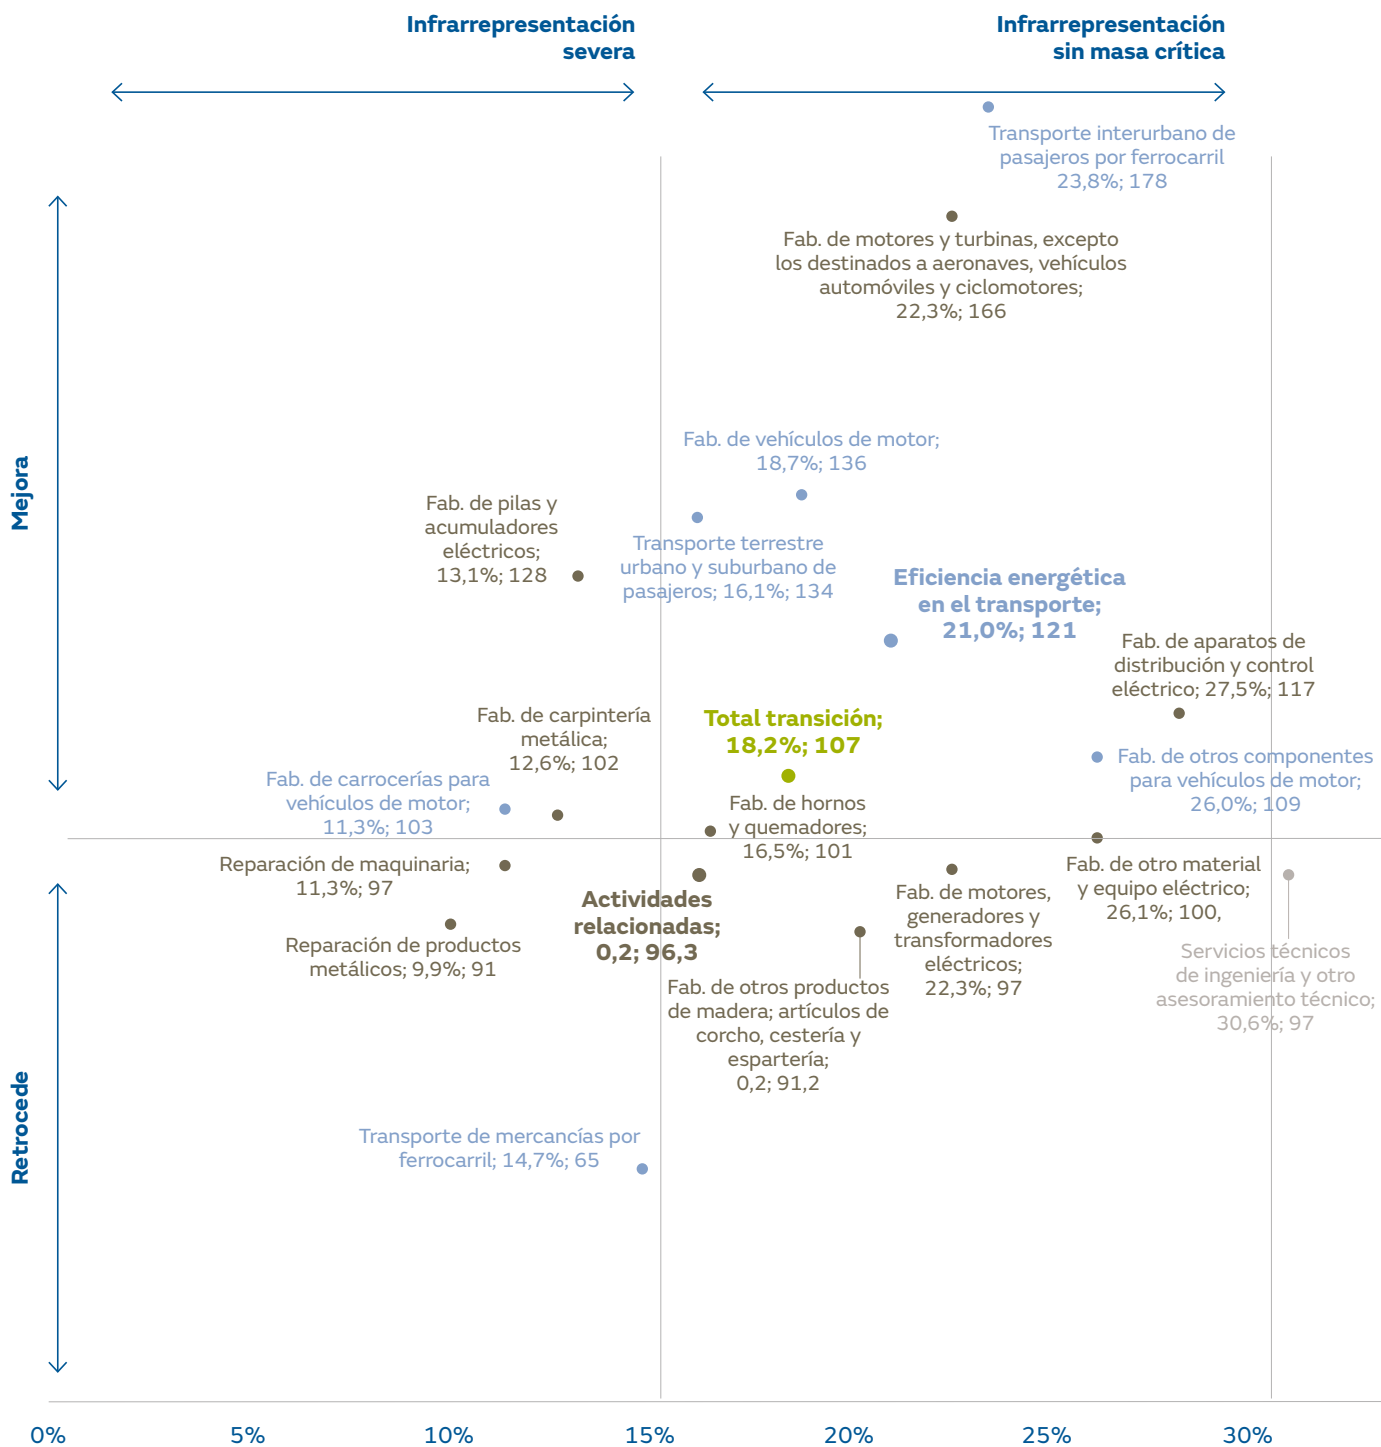 Infrarrepresentación
severa
Infrarrepresentación
sin masa crítica
Transporte interurbano de
pasajeros por ferrocarril
23,8%; 178
Fab. de motores y turbinas, excepto
los destinados a aeronaves, vehículos
automóviles y ciclomotores;
22,3%; 166
Mejora
Fab. de vehículos de motor;
18,7%; 136
Fab. de pilas y
acumuladores
eléctricos;
13,1%; 128
Transporte terrestre
urbano y suburbano de
pasajeros; 16,1%; 134
Eficiencia energética
en el transporte;
21,0%; 121
Fab. de aparatos de
distribución y control
eléctrico; 27,5%; 117
Fab. de carpintería
metálica;
12,6%; 102
Total transición;
18,2%; 107
Fab. de otros componentes
para vehículos de motor;
26,0%; 109
Fab. de carrocerías para
vehículos de motor;
11,3%; 103
Fab. de hornos
y quemadores;
16,5%; 101
Reparación de maquinaria;
11,3%; 97
Fab. de otro material
y equipo eléctrico;
26,1%; 100,
Actividades
relacionadas;
0,2; 96,3
Fab. de motores,
generadores y
transformadores
eléctricos;
22,3%; 97
Reparación de productos
metálicos; 9,9%; 91
Servicios técnicos
de ingeniería y otro
asesoramiento técnico;
30,6%; 97
Fab. de otros productos
de madera; artículos de
corcho, cestería y
espartería;
0,2; 91,2
Retrocede
Transporte de mercancías por
ferrocarril; 14,7%; 65
0%
5%
10%
15%
20%
25%
30%